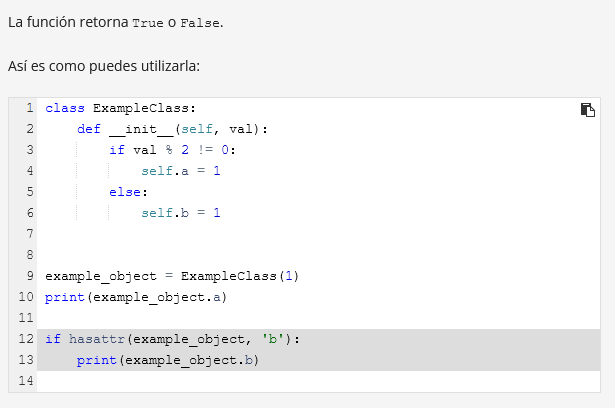 La función retorna True o False.
Así es como puedes utilizarla:
1 class ExampleClass:
2     def __init__(self, val):
3         if val % 2 != 0:
4             self.a = 1
5         else:
6             self.b = 1
7
8
9 example_object = ExampleClass(1)
10 print(example_object.a)
11
12 if hasattr(example_object, 'b'):
13     print(example_object.b)
14